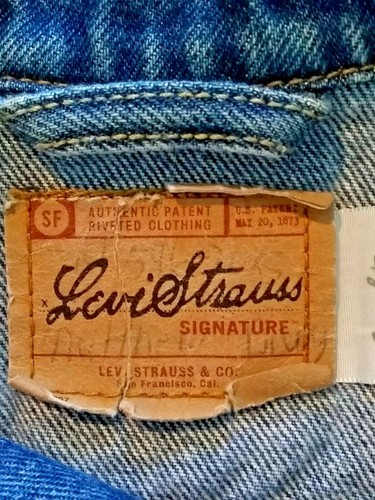 SF
AUTHENTIC PATENT
RIVETED CLOTHING
U.S. PATENT
MAY 20, 1873
x Levi Strauss
SIGNATURE
LEVI STRAUSS & CO.
San Francisco, Cal.